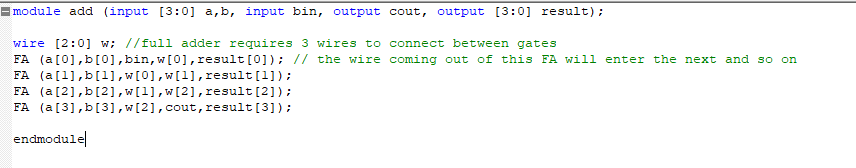 module add (input [3:0] a,b, input bin, output cout, output [3:0] result);
wire [2:0] w; //full adder requires 3 wires to connect between gates
FA (a[0],b[0],bin,w[0],result[0]); // the wire coming out of this FA will enter the next and so on
FA (a[1],b[1],w[0],w[1],result[1]);
FA (a[2],b[2],w[1],w[2],result[2]);
FA (a[3],b[3],w[2],cout,result[3]);
endmodule